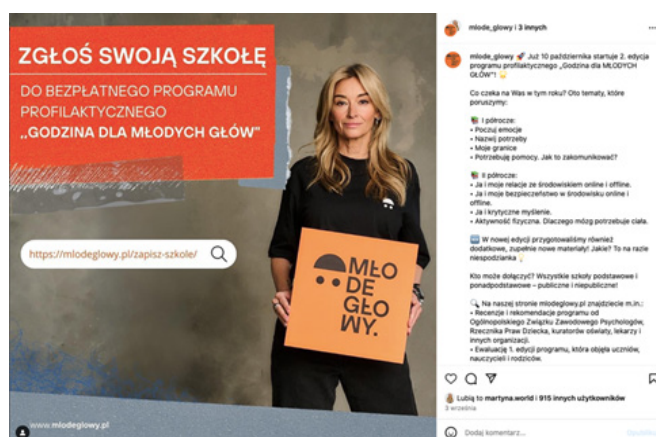 ZGŁOŚ SWOJĄ SZKOŁĘ
DO BEZPŁATNEGO PROGRAMU
PROFILAKTYCZNEGO
„GODZINA DLA MŁODYCH GŁÓW"
https://mlodeglowy.pl/zapisz-szkole/
MŁO
DE
GŁO
WY.
www.mlodeglowy.pl
mlode_glowy i 3 innych
mlode_glowy 🚀 Już 10 października startuje 2. edycja
programu profilaktycznego „Godzina dla MŁODYCH
GŁÓW"!
Co czeka na Was w tym roku? Oto tematy, które
poruszymy:
I półrocze:
• Poczuj emocje
• Nazwij potrzeby
• Moje granice
• Potrzebuję pomocy. Jak to zakomunikować?
II półrocze:
• Ja i moje relacje ze środowiskiem online i offline.
• Ja i moje bezpieczeństwo w środowisku online i
offline.
• Ja i krytyczne myślenie.
• Aktywność fizyczna. Dlaczego mózg potrzebuje ciała.
W nowej edycji przygotowaliśmy również
dodatkowe, zupełnie nowe materiały! Jakie? To na razie
niespodzianka
Kto może dołączyć? Wszystkie szkoły podstawowe i
ponadpodstawowe – publiczne i niepubliczne!
🔍 Na naszej stronie mlodeglowy.pl znajdziecie m.in.:
• Recenzje i rekomendacje programu od
Ogólnopolskiego Związku Zawodowego Psychologów,
Rzecznika Praw Dziecka, kuratorów oświaty, lekarzy i
innych organizacji.
• Ewaluację 1. edycji programu, która objęła uczniów,
nauczycieli i rodziców.
Lubią to martyna.world i 915 innych użytkowników
3 września
Dodaj komentarz...